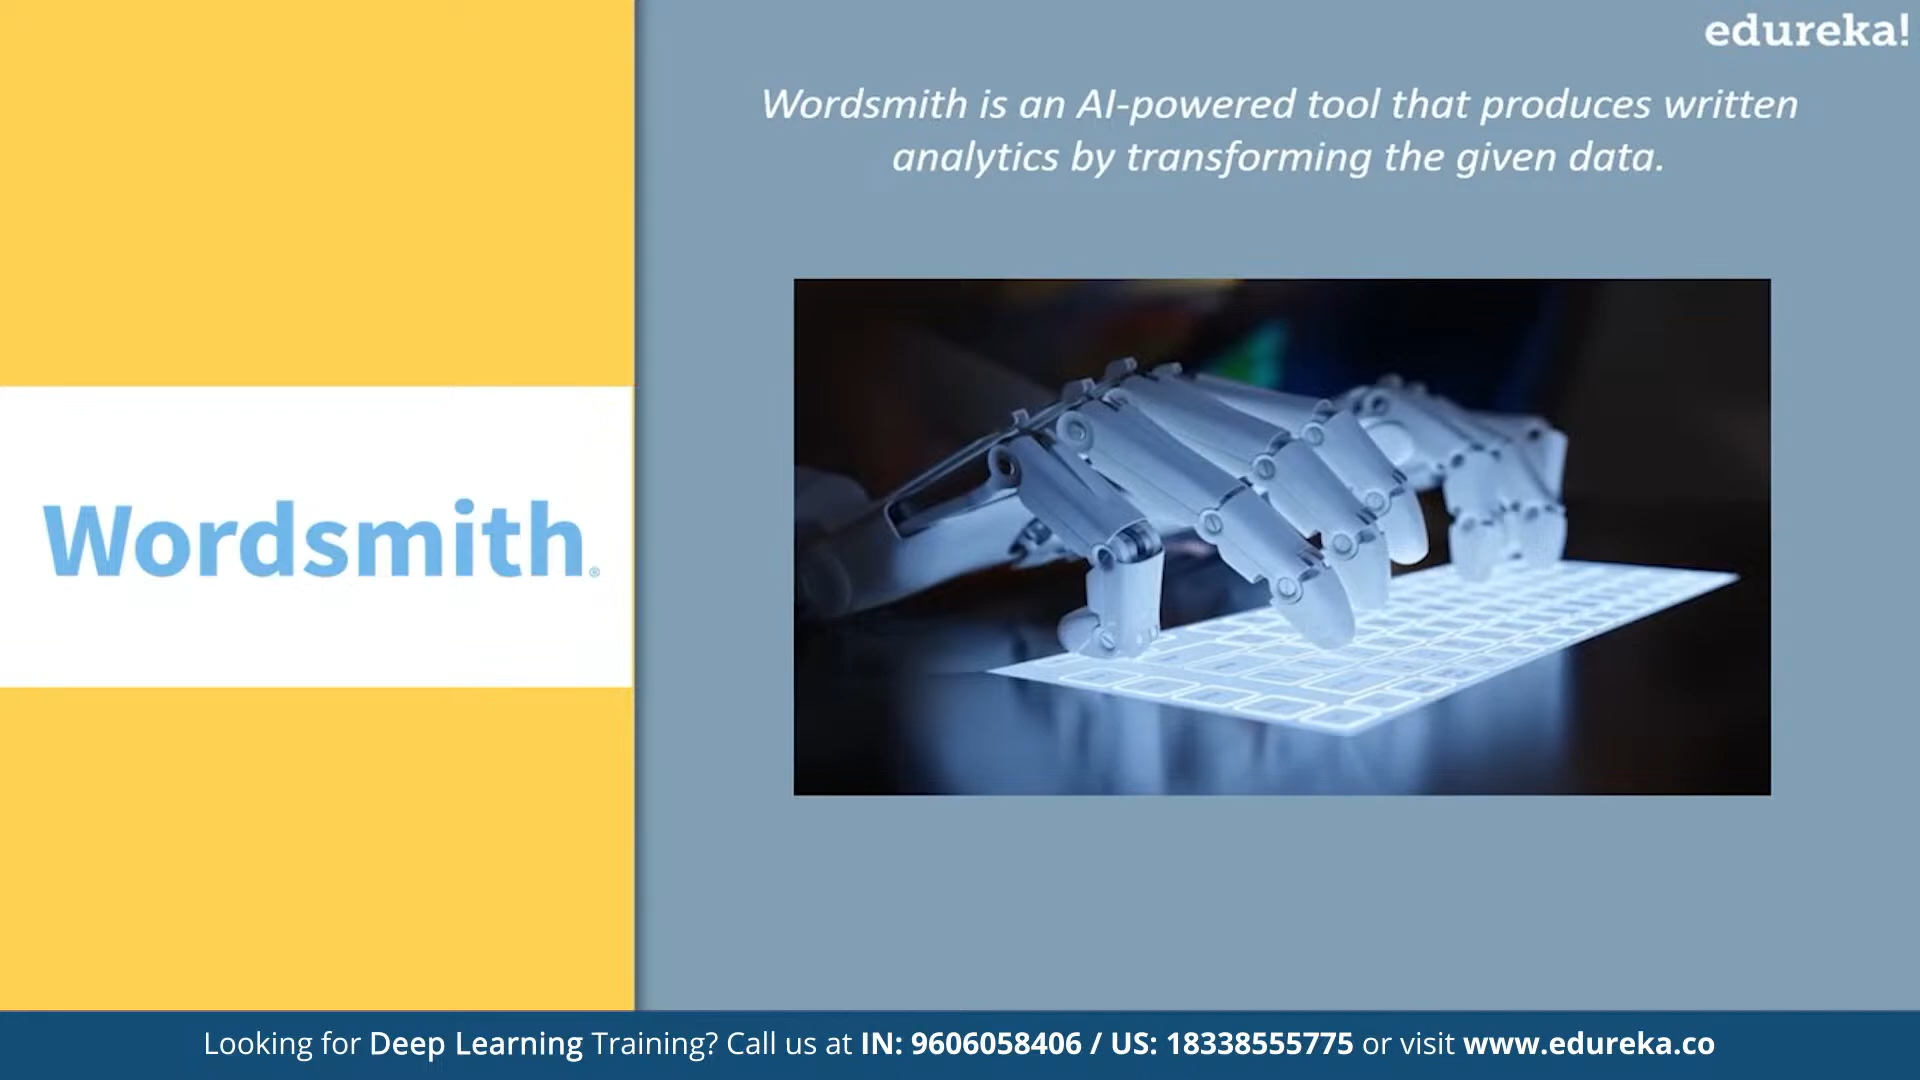 edureka!
Wordsmith is an AI-powered tool that produces written
analytics by transforming the given data.
Wordsmith®
Looking for Deep Learning Training? Call us at IN: 9606058406 / US: 18338555775 or visit www.edureka.co